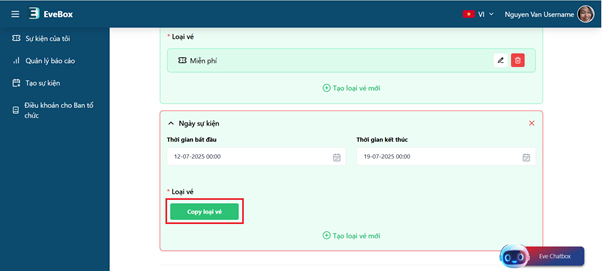 EveBox
VI
Nguyen Van Username
Sự kiện của tôi
Quản lý báo cáo
Tạo sự kiện
Điều khoản cho Ban tổ
chức
* Loại vé
Miễn phí
Tạo loại vé mới
Ngày sự kiện
Thời gian bắt đầu
Thời gian kết thúc
12-07-2025 00:00
19-07-2025 00:00
* Loại vé
Copy loại vé
Tạo loại vé mới
Eve Chatbox